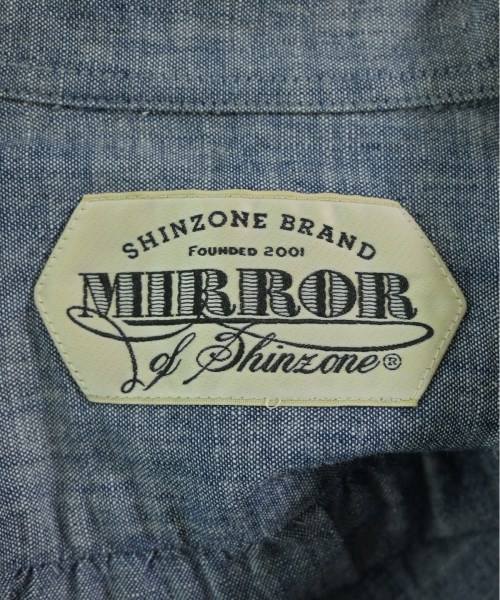 SHINZONE BRAND
FOUNDED 2001
MIRROR
of Shinzone®